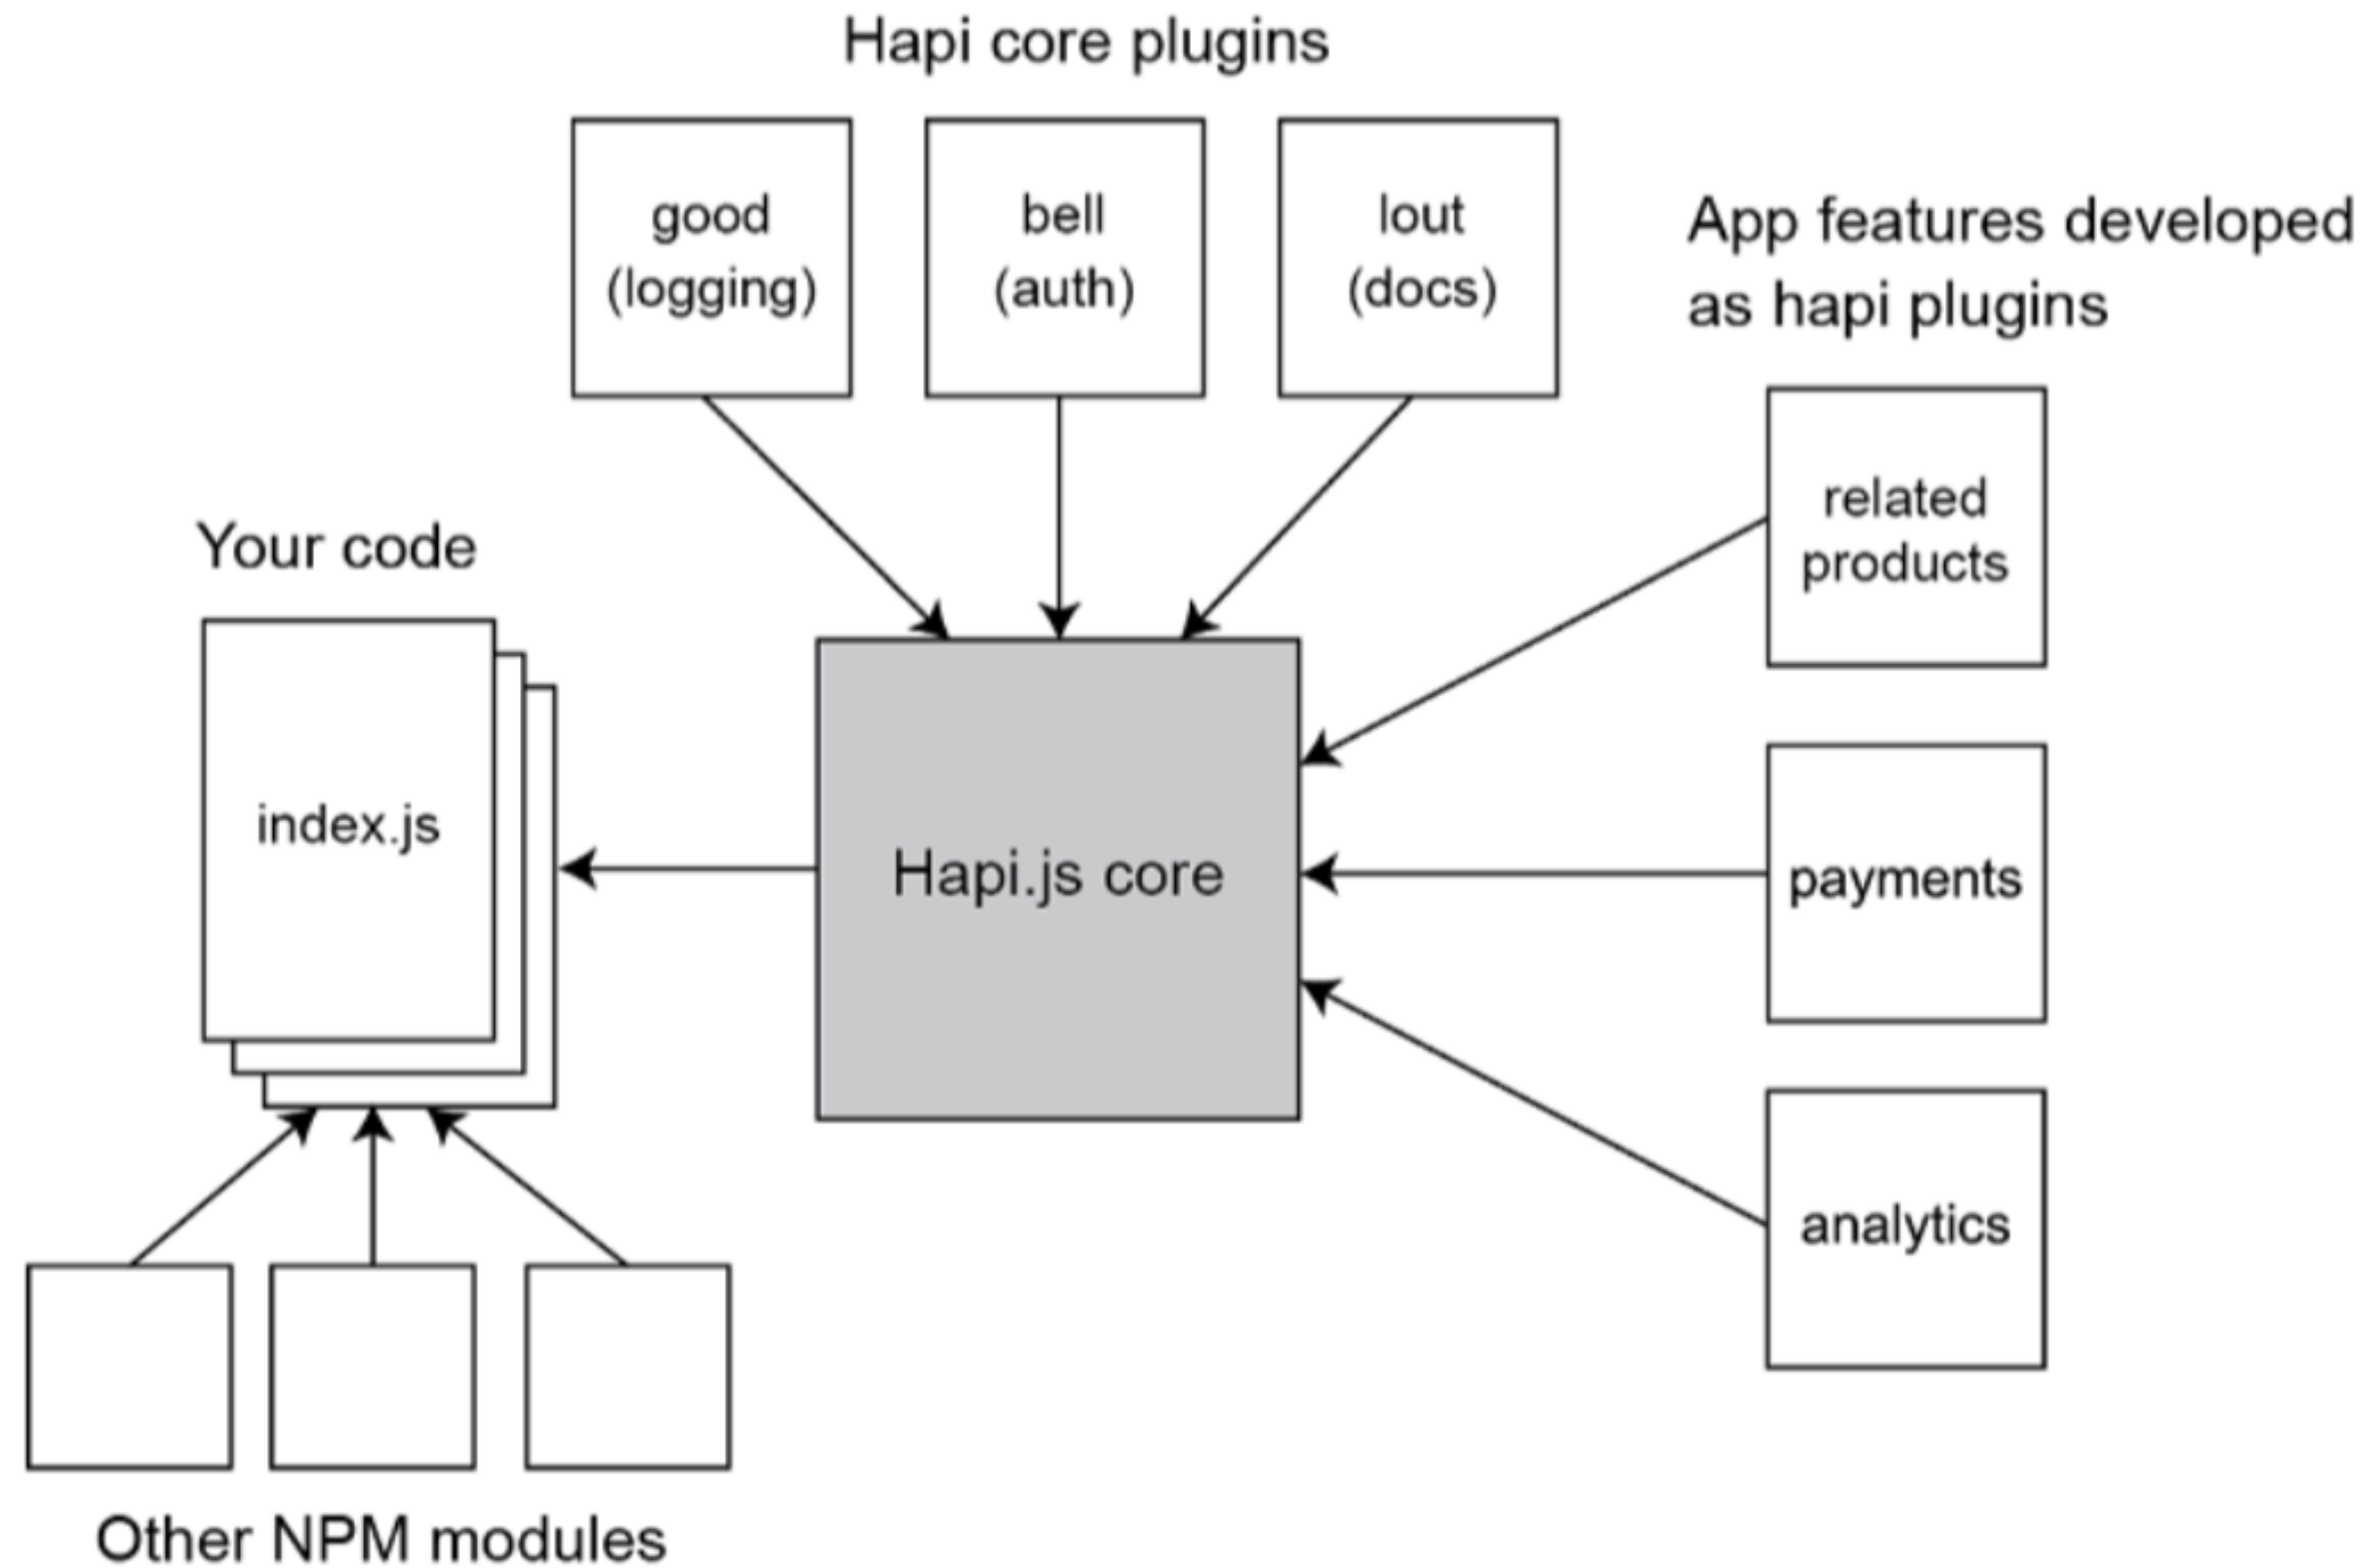 Hapi core plugins
good
(logging)
bell
(auth)
lout
(docs)
App features developed
as hapi plugins
related
products
Your code
index.js
Hapi.js core
payments
analytics
Other NPM modules